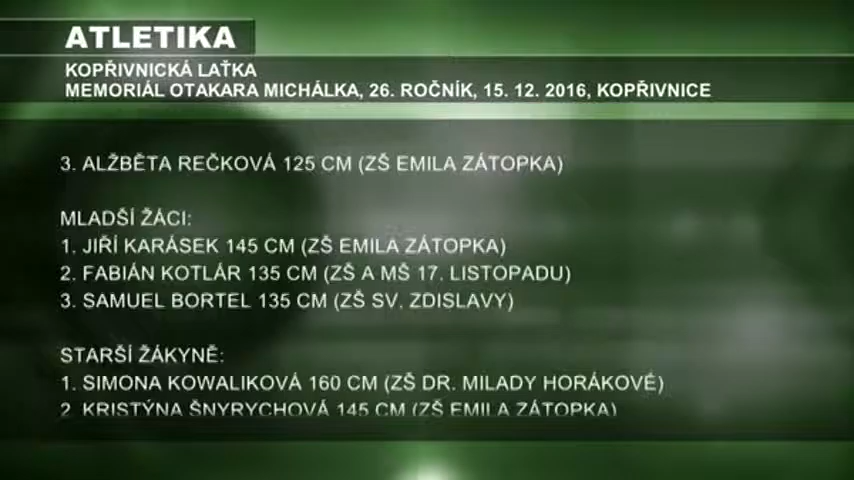 ATLETIKA
KOPŘIVNICKÁ LAŤKA
MEMORIÁL OTAKARA MICHÁLKA, 26. ROČNÍK, 15. 12. 2016, KOPŘIVNICE
3. ALŽBĚTA REČKOVÁ 125 CM (ZŠ EMILA ZÁTOPKA)
MLADŠÍ ŽÁCI:
1. JIŘÍ KARÁSEK 145 CM (ZŠ EMILA ZÁTOPKA)
2. FABIÁN KOTLÁR 135 CM (ZŠ A MŠ 17. LISTOPADU)
3. SAMUEL BORTEL 135 CM (ZŠ SV. ZDISLAVY)
STARŠÍ ŽÁKYNĚ:
1. SIMONA KOWALIKOVÁ 160 CM (ZŠ DR. MILADY HORÁKOVÉ)
2. KRISTÝNA ŠNYRYCHOVÁ 145 CM (ZŠ EMILA ZÁTOPKA)